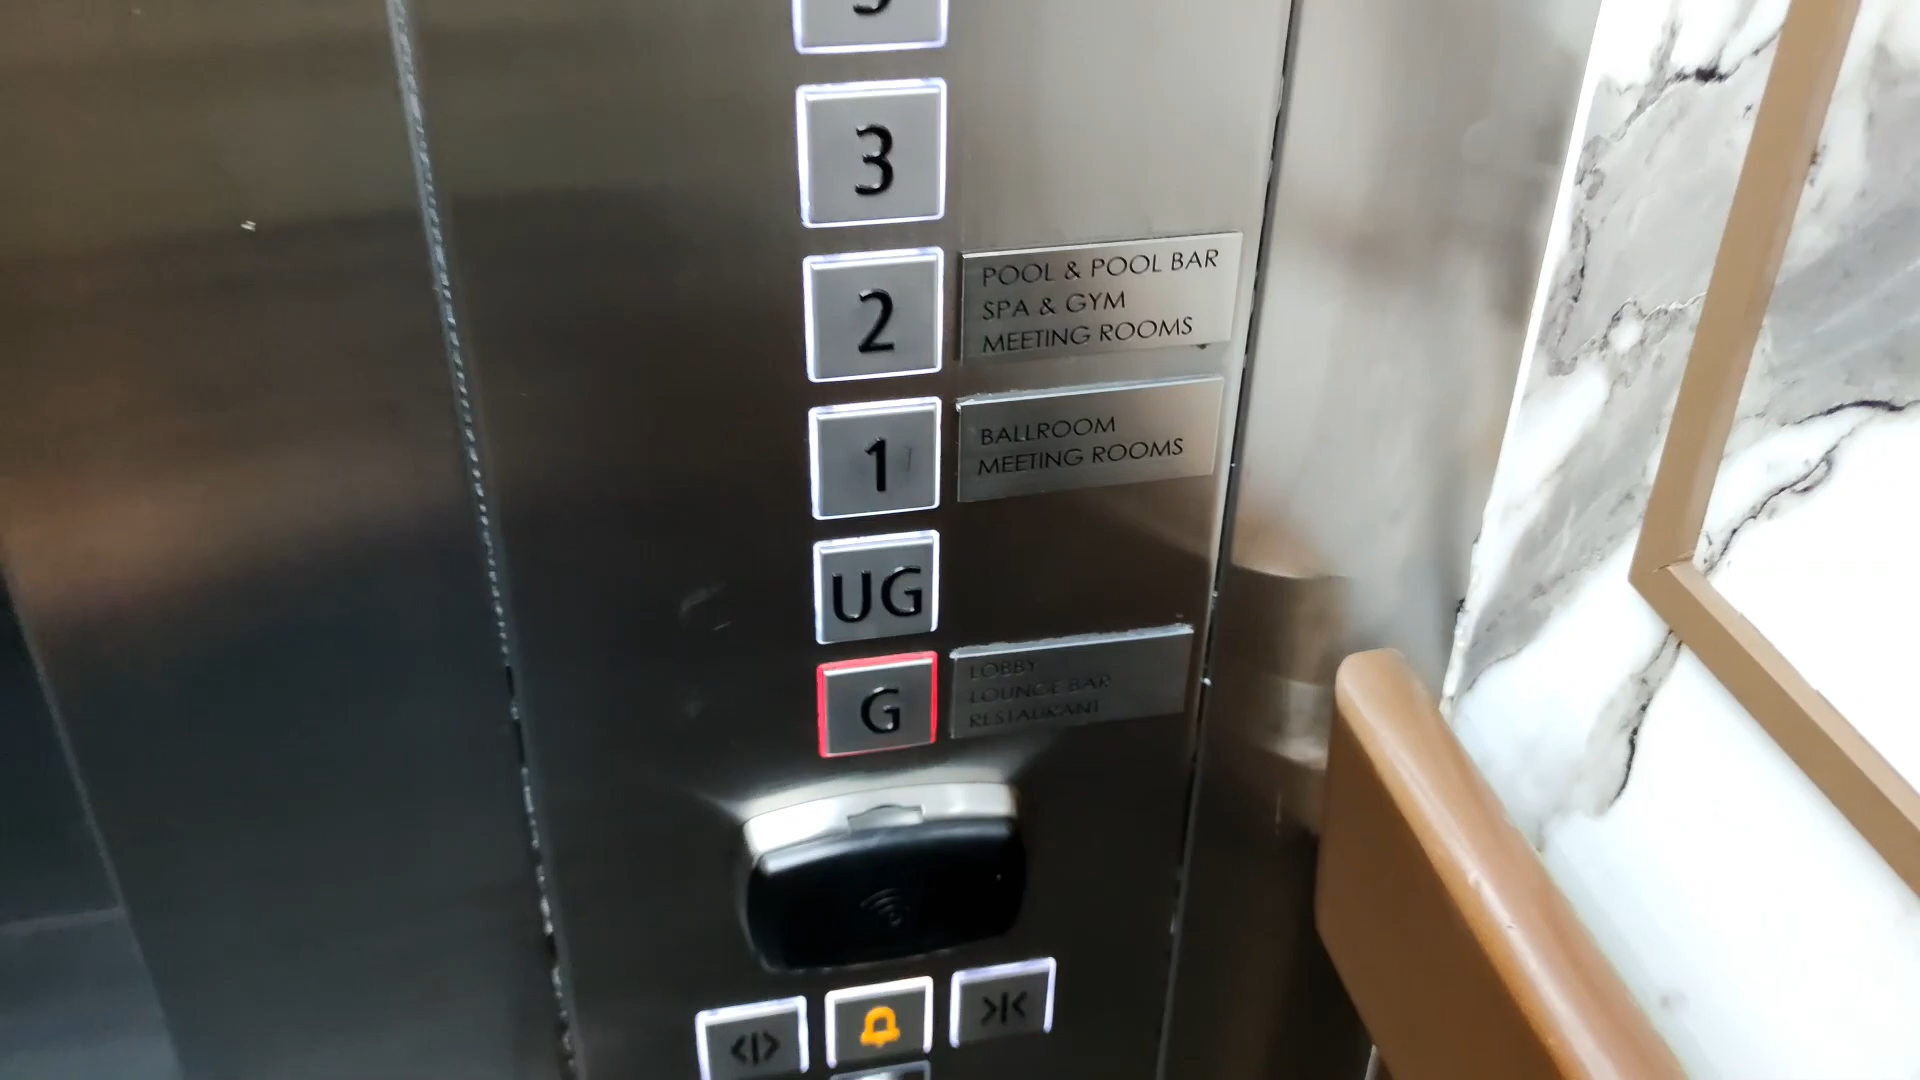 3
2
POOL & POOL BAR
SPA & GYM
MEETING ROOMS
1
BALLROOM
MEETING ROOMS
UG
G
LOBBY
LOUNGE BAR
RESTAURANT